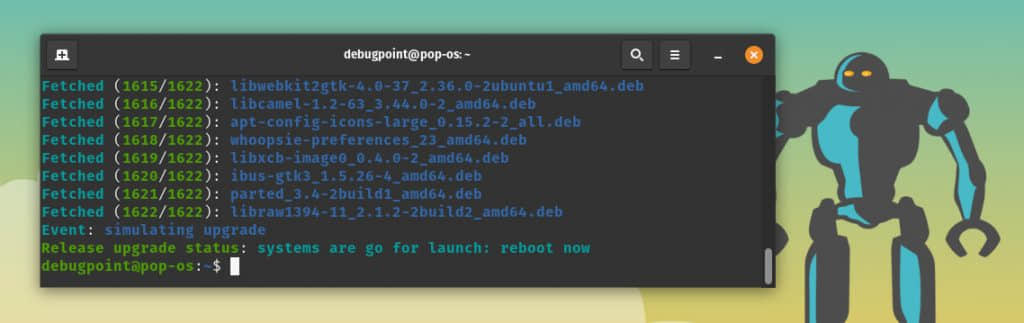 debugpoint@pop-os: ~
Fetched (1615/1622): libwebkit2gtk-4.0-37_2.36.0-2ubuntu1_amd64.deb
Fetched (1616/1622): libcamel-1.2-63_3.44.0-2_amd64.deb
Fetched (1617/1622): apt-config-icons-large_0.15.2-2_all.deb
Fetched (1618/1622): whoopsie-preferences_23_amd64.deb
Fetched (1619/1622): libxcb-image0_0.4.0-2_amd64.deb
Fetched (1620/1622): ibus-gtk3_1.5.26-4_amd64.deb
Fetched (1621/1622): parted_3.4-2build1_amd64.deb
Fetched (1622/1622): libraw1394-11_2.1.2-2build2_amd64.deb
Event: simulating upgrade
Release upgrade status: systems are go for launch: reboot now
debugpoint@pop-os:~$